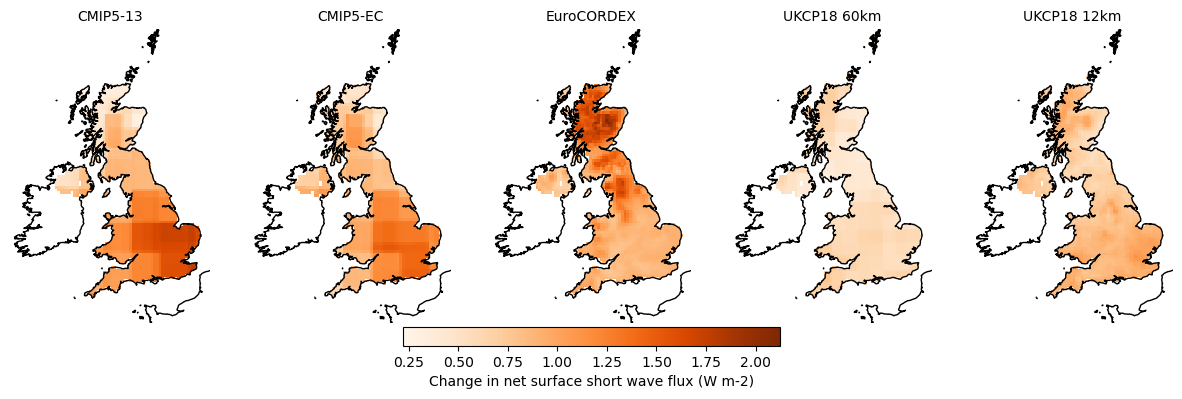 CMIP5-13 CMIP5-EC EuroCORDEX UKCP18 60km UKCP18 12km
0.25 0.50 0.75 1.00 1.25 1.50 1.75 2.00
Change in net surface short wave flux (W m-2)